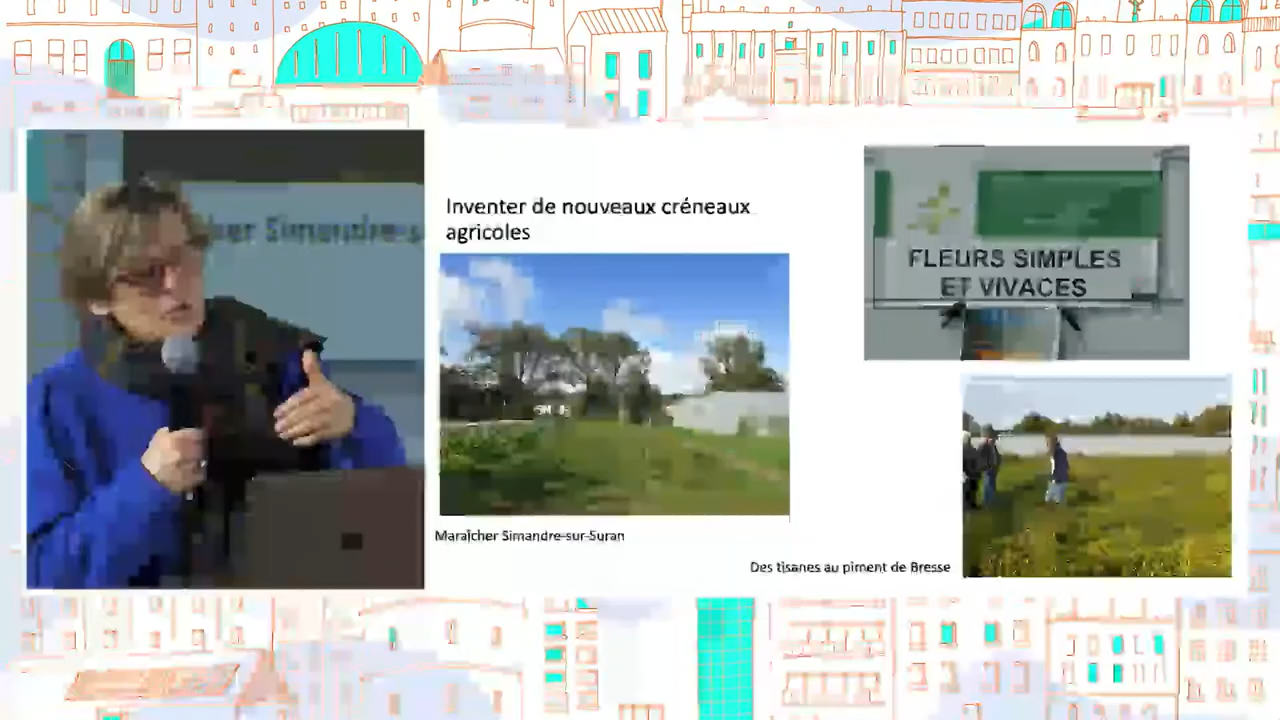 Simandre-s
Inventer de nouveaux créneaux
agricoles
FLEURS SIMPLES
ET VIVACES
Maraîcher Simandre-sur-Suran
Des tisanes au piment de Bresse